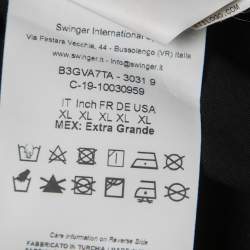 Swinger International S
Via Festara Vecchia, 44 - Bussolengo (VR) Italia
www.swinger.it - info@swinger.it
B3GVA7TA - 3031 9
C-19-10030959
IT Inch FR DE USA
XL XL XL XL XL
MEX: Extra Grande
Care Information on Reverse Side
FABRICATO IN TURCHIA / MADE IN